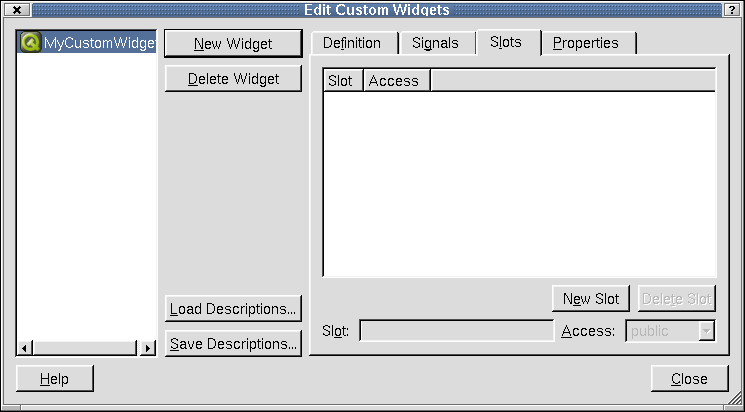 Edit Custom Widgets
?
MyCustomWidge
New Widget
Delete Widget
Load Descriptions...
Save Descriptions...
Definition Signals Slots Properties
Slot Access
New Slot Delete Slot
Slot: Access: public
Help Close